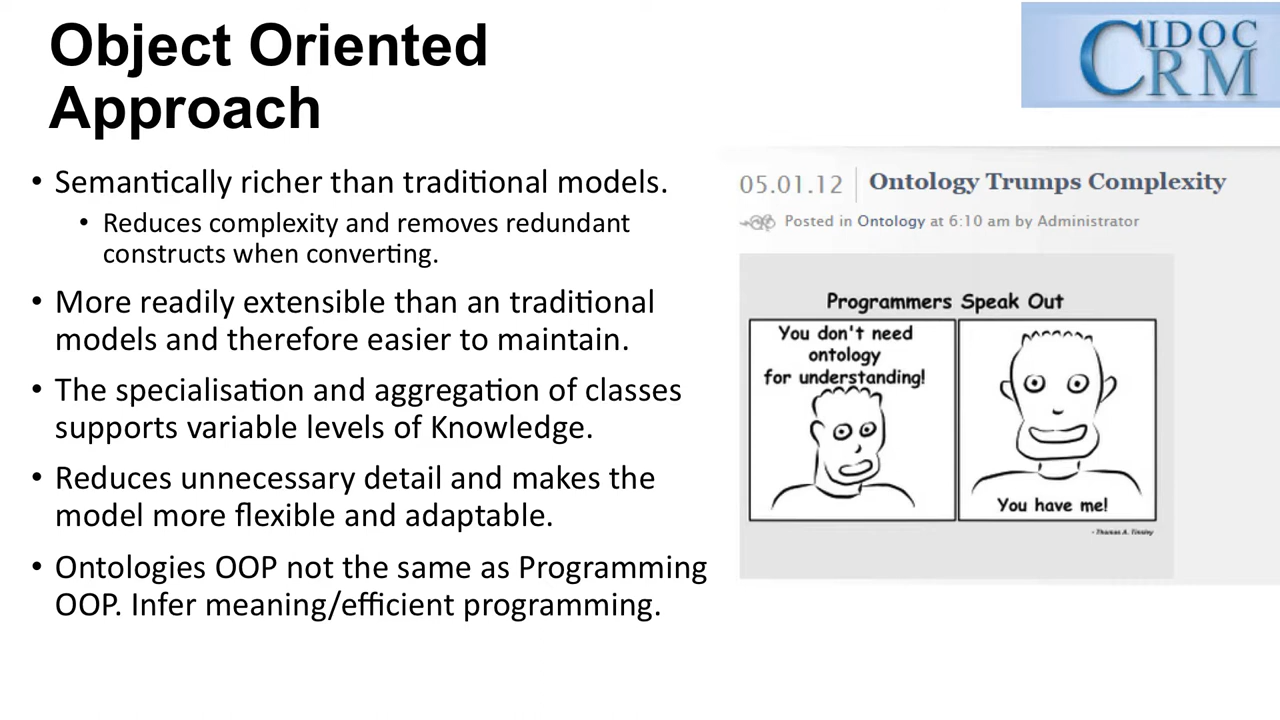 Object Oriented
Approach
CIDOC
CRM
• Semantically richer than traditional models.
• Reduces complexity and removes redundant
constructs when converting.
• More readily extensible than an traditional
models and therefore easier to maintain.
• The specialisation and aggregation of classes
supports variable levels of Knowledge.
• Reduces unnecessary detail and makes the
model more flexible and adaptable.
• Ontologies OOP not the same as Programming
OOP. Infer meaning/efficient programming.
05.01.12 Ontology Trumps Complexity
Posted in Ontology at 6:10 am by Administrator
Programmers Speak Out
You don't need
ontology
for understanding!
You have me!
- Thomas A. Tinsley